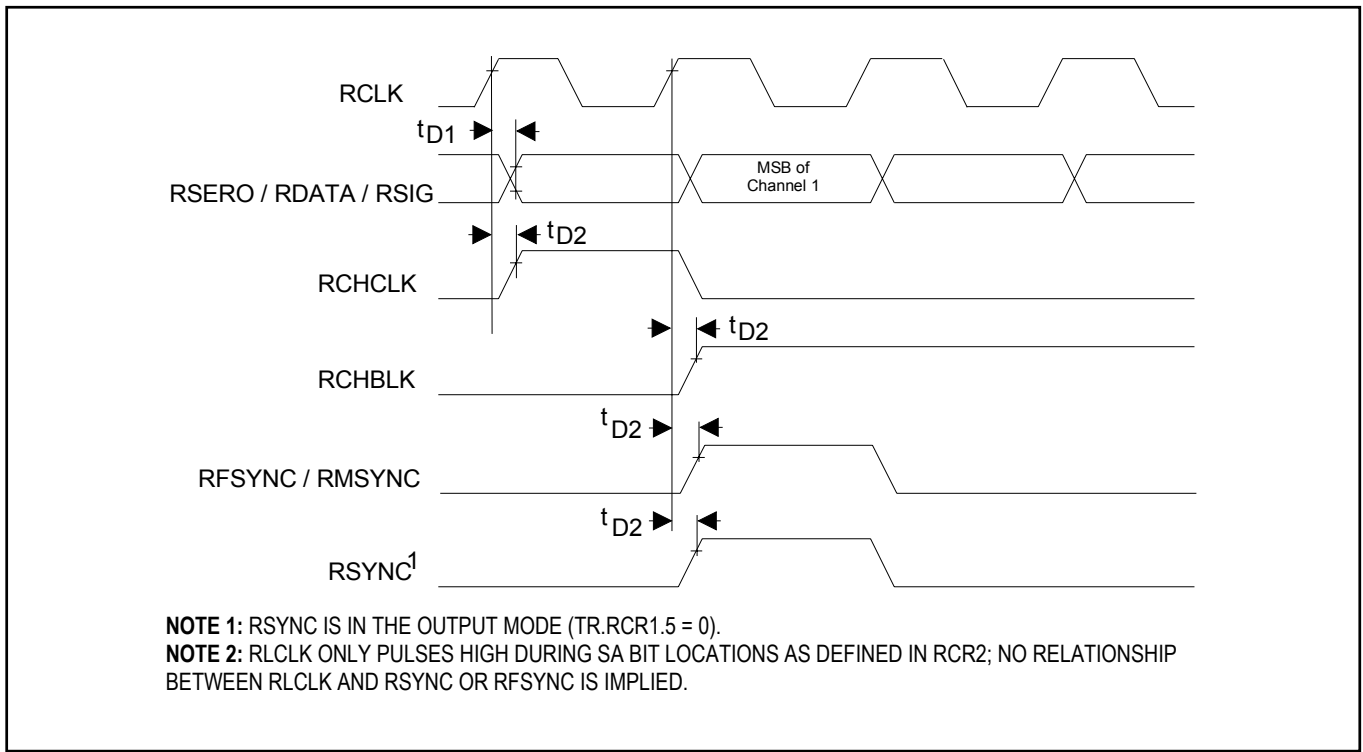 RCLK
tD1
RSERO / RDATA / RSIG
MSB of
Channel 1
tD2
RCHCLK
tD2
RCHBLK
tD2
RFSYNC / RMSYNC
tD2
RSYNC1
NOTE 1: RSYNC IS IN THE OUTPUT MODE (TR.RCR1.5 = 0).
NOTE 2: RLCLK ONLY PULSES HIGH DURING SA BIT LOCATIONS AS DEFINED IN RCR2; NO RELATIONSHIP
BETWEEN RLCLK AND RSYNC OR RFSYNC IS IMPLIED.